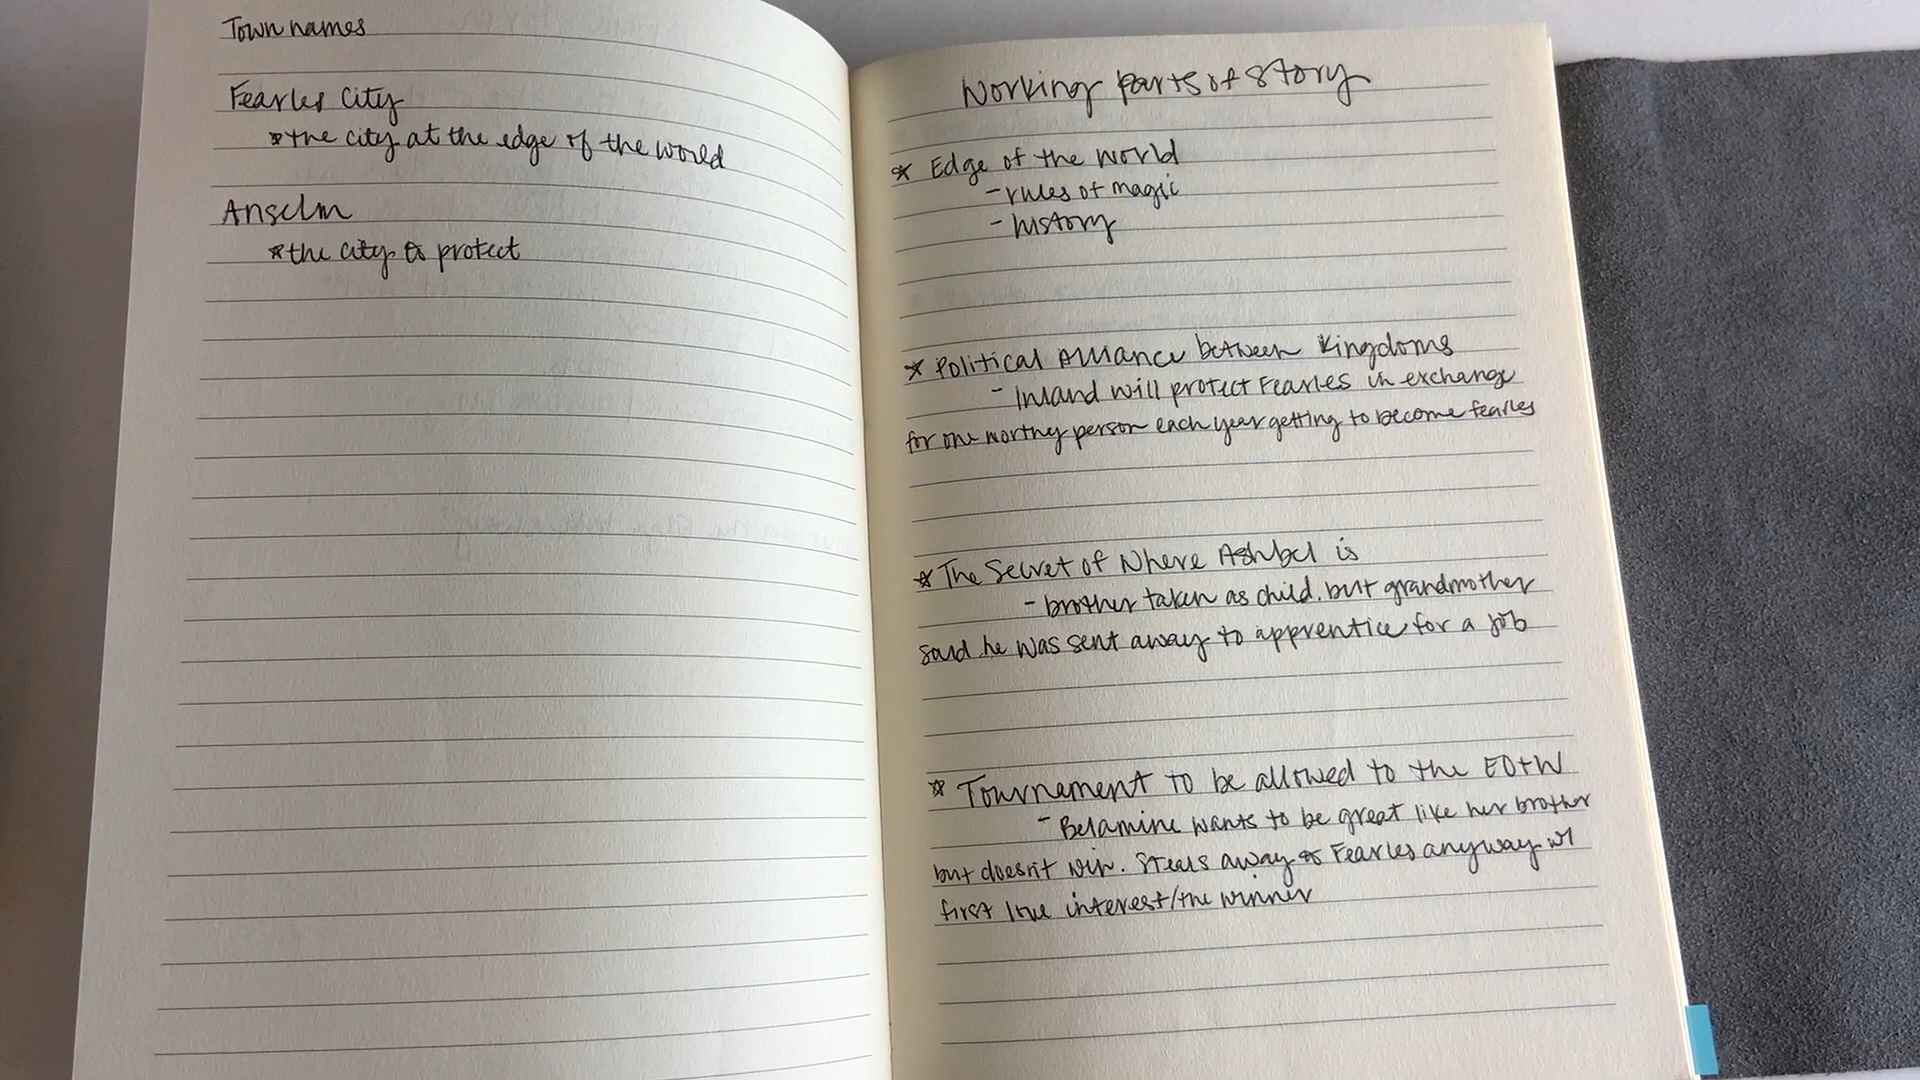 Town names
Fearles City
*the city at the edge of the world
Anselm
*the city to protect
Working parts of story
* Edge of the world
- rules of magic
- history
* Political Alliance between kingdoms
- Inland will protect Fearles in exchange
for one worthy person each year getting to become fearles
* The Secret of Where Ashbel is
- brother taken as child, but grandmother
said he was sent away to apprentice for a job
* Tournament to be allowed to the EOTW
- Belamine wants to be great like her brother
but doesn't win. Steals away to Fearles anyway w/
first love interest/the winner